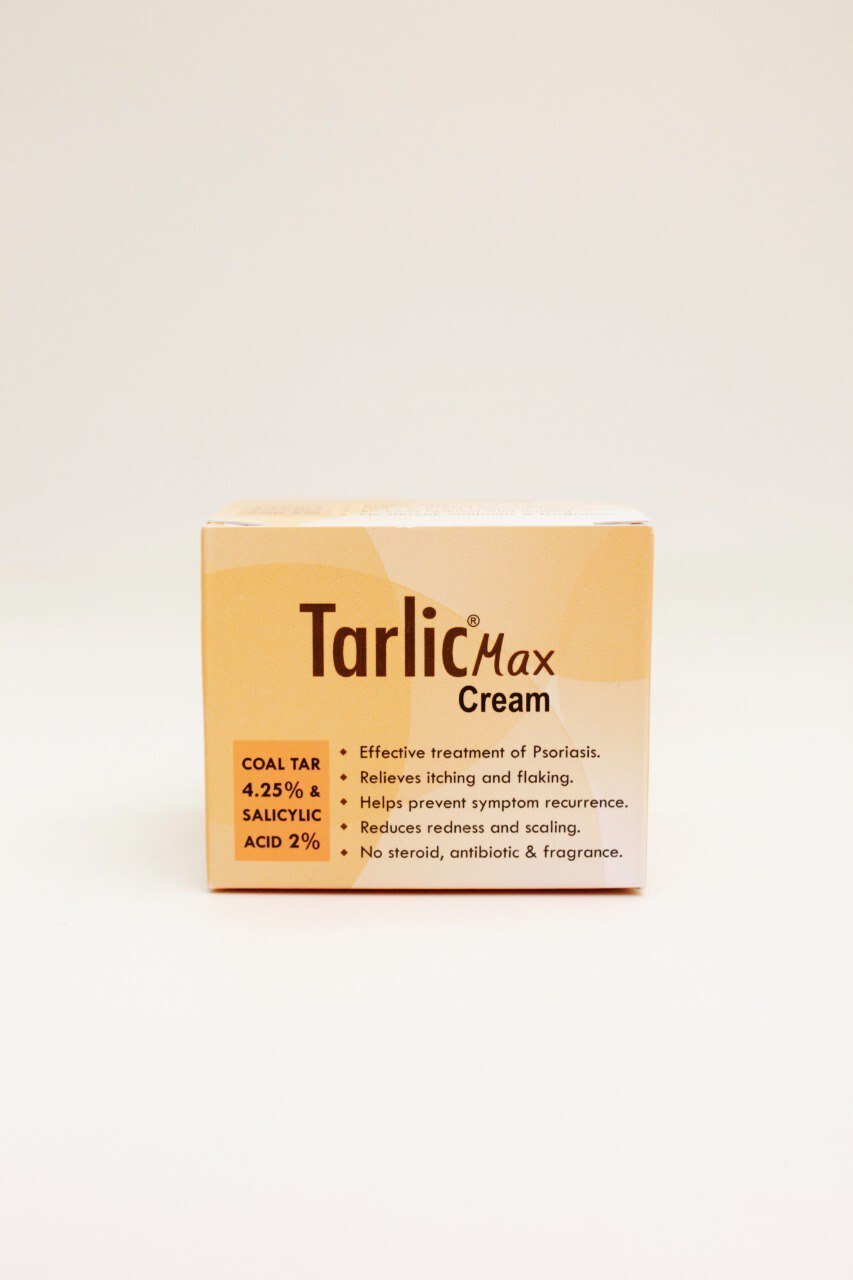 Tarlic® Max
Cream
COAL TAR
4.25% &
SALICYLIC
ACID 2%
◆ Effective treatment of Psoriasis.
◆ Relieves itching and flaking.
◆ Helps prevent symptom recurrence.
◆ Reduces redness and scaling.
◆ No steroid, antibiotic & fragrance.